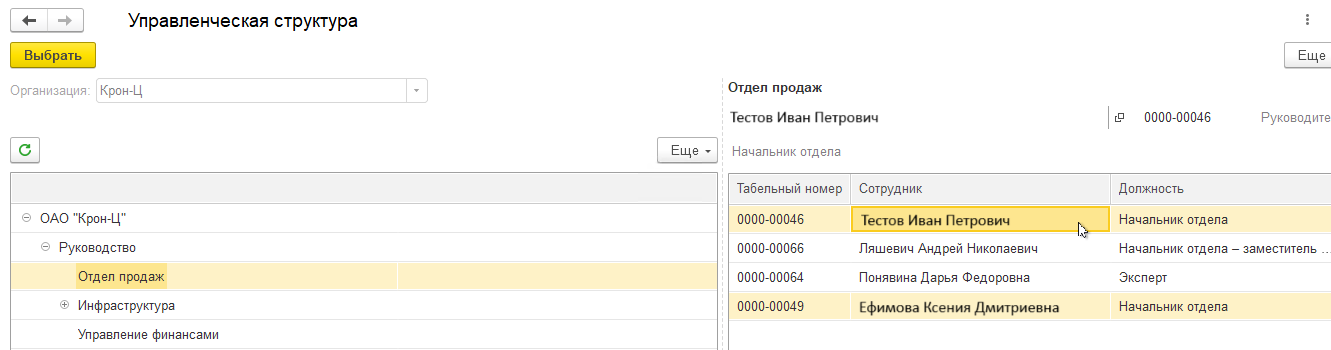 Управленческая структура
Выбрать
Еще
Организация: Крон-Ц
Отдел продаж
Тестов Иван Петрович 0000-00046 Руководите
Еще
Начальник отдела
Табельный номер Сотрудник Должность
ОАО "Крон-Ц"
0000-00046 Тестов Иван Петрович Начальник отдела
Руководство
0000-00066 Ляшевич Андрей Николаевич Начальник отдела – заместитель ...
Отдел продаж
0000-00064 Понявина Дарья Федоровна Эксперт
Инфраструктура
0000-00049 Ефимова Ксения Дмитриевна Начальник отдела
Управление финансами